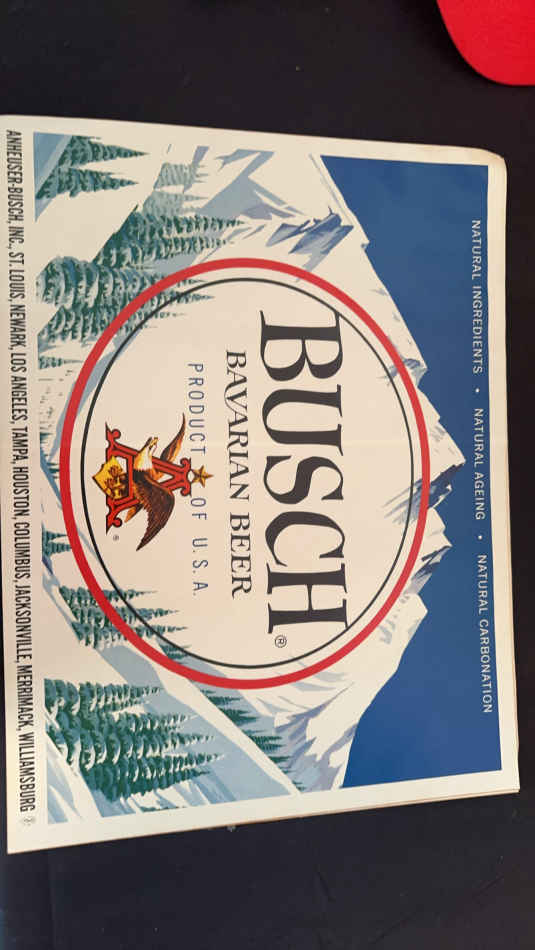 NATURAL INGREDIENTS • NATURAL AGEING • NATURAL CARBONATION
BUSCH®
BAVARIAN BEER
PRODUCT OF U.S.A.
A
®
ANHEUSER-BUSCH, INC., ST. LOUIS, NEWARK, LOS ANGELES, TAMPA, HOUSTON, COLUMBUS, JACKSONVILLE, MERRIMACK, WILLIAMSBURG